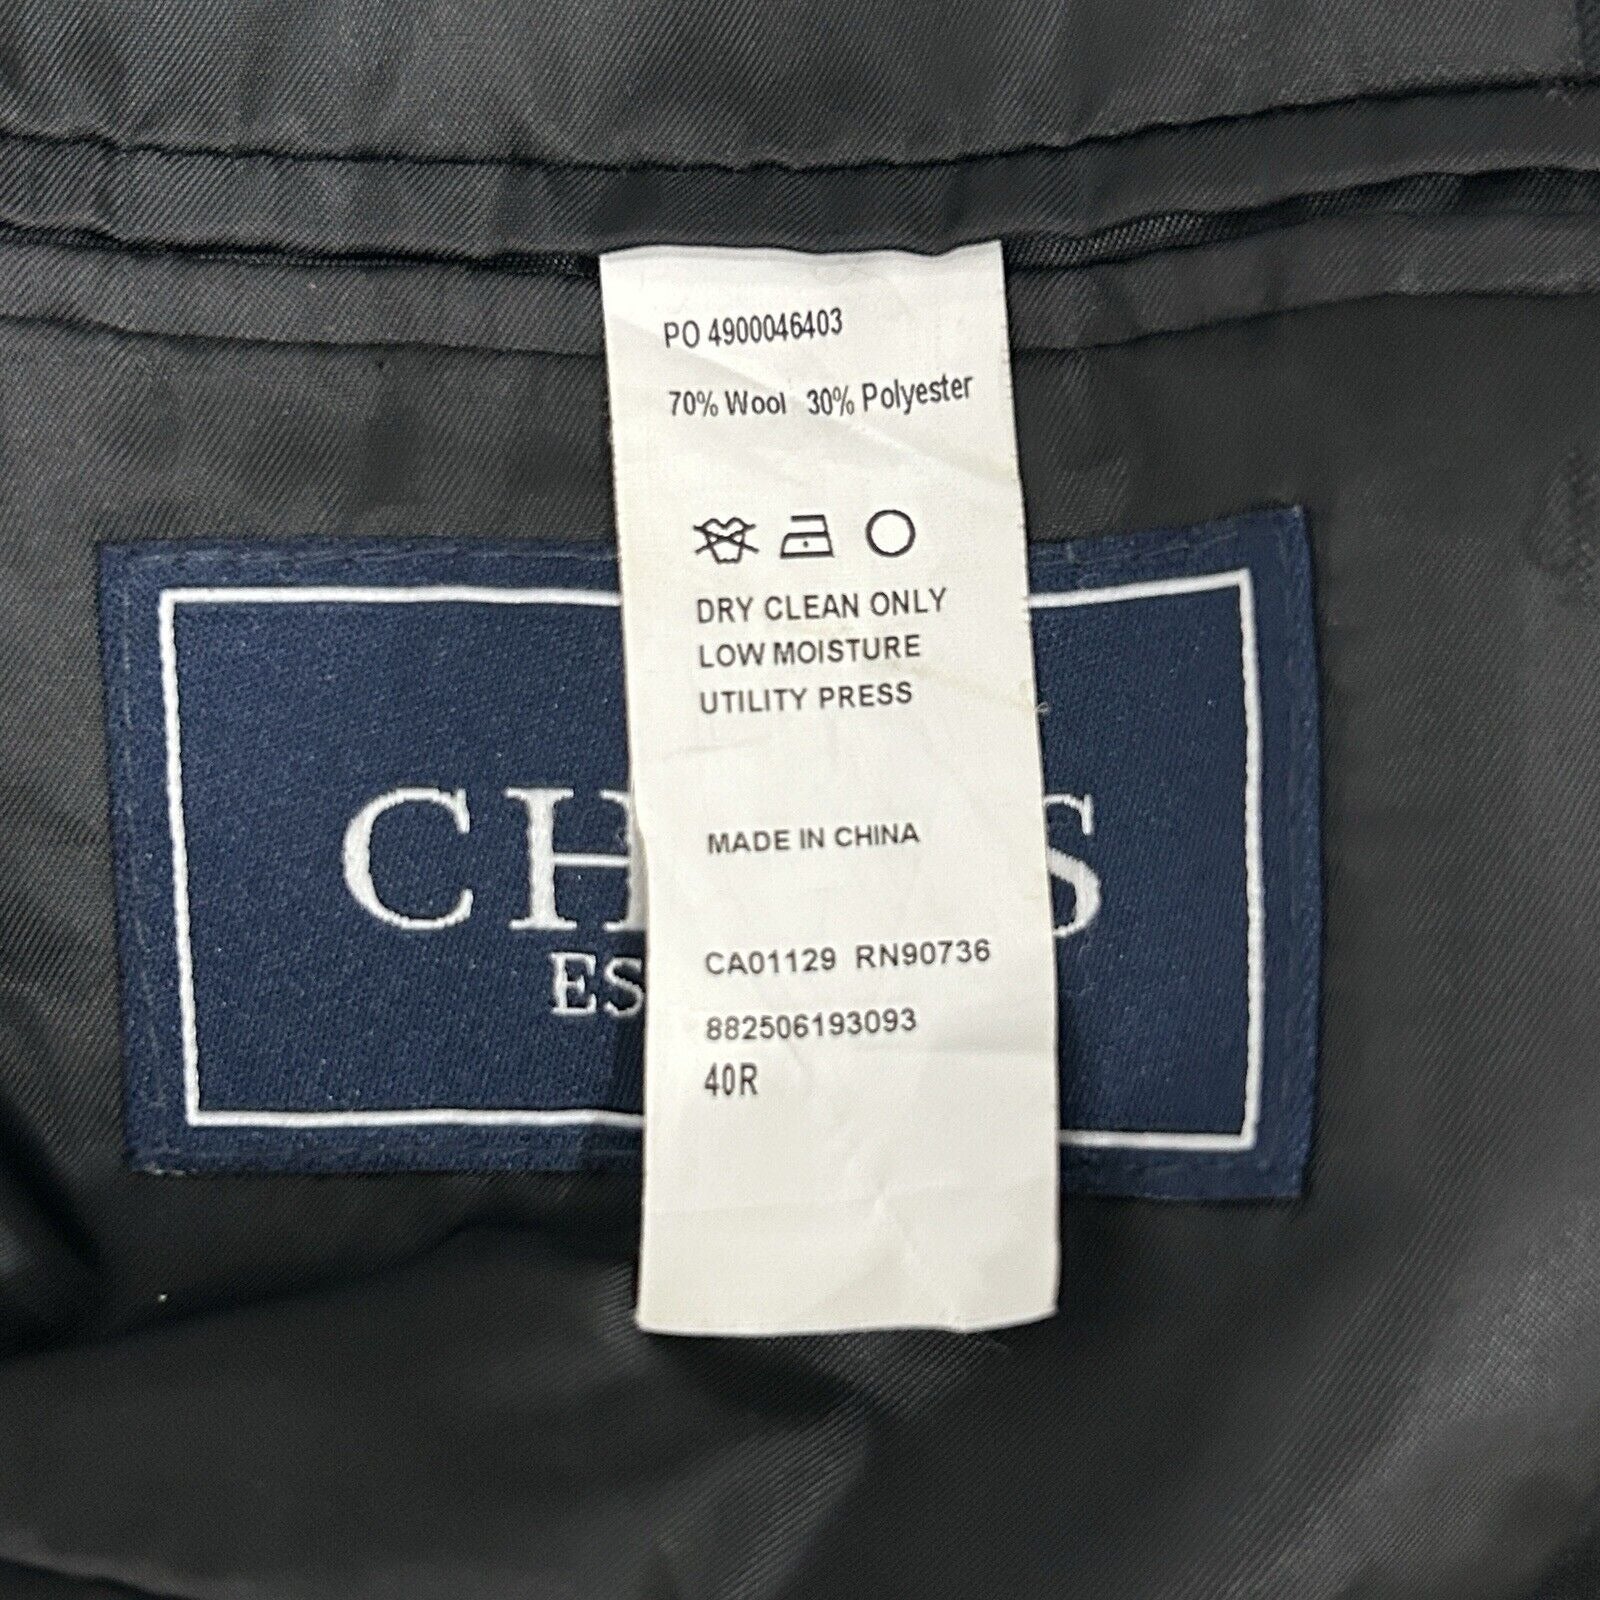 PO 4900046403
70% Wool 30% Polyester
DRY CLEAN ONLY
LOW MOISTURE
UTILITY PRESS
MADE IN CHINA
CA01129 RN90736
882506193093
40R